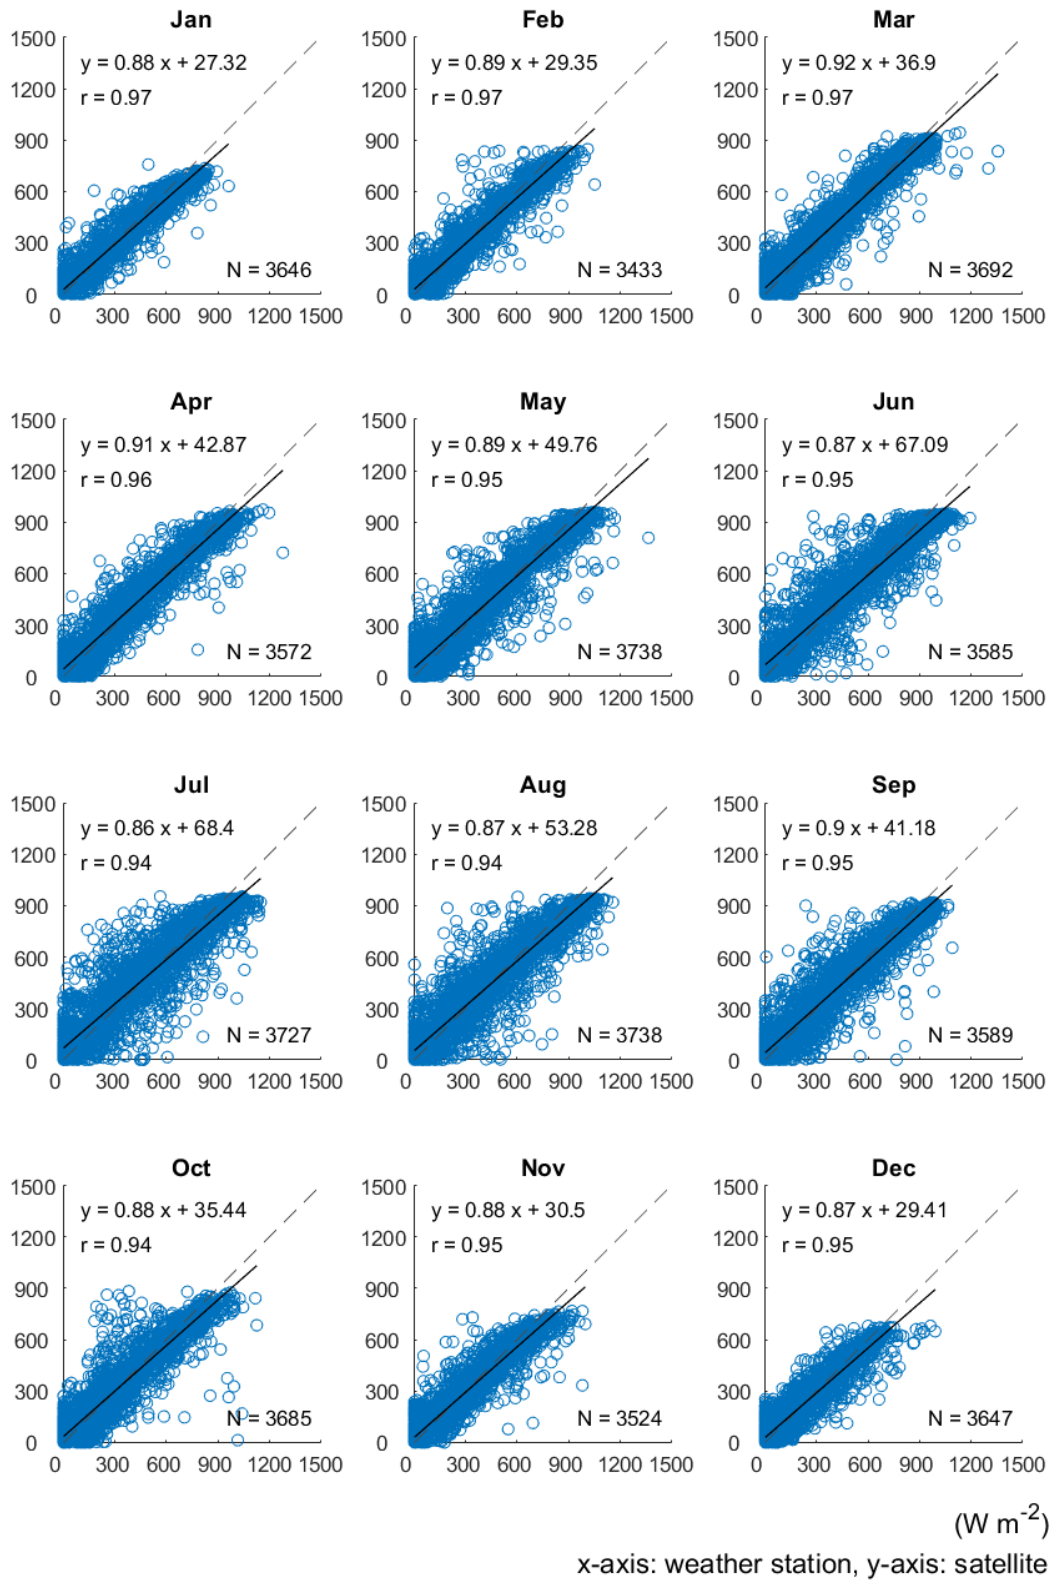 Jan
Feb
Mar
1500
1200
900
600
300
0
y = 0.88 x + 27.32
r = 0.97
N = 3646
0 300 600 900 1200 1500
1500
1200
900
600
300
0
y = 0.89 x + 29.35
r = 0.97
N = 3433
0 300 600 900 1200 1500
1500
1200
900
600
300
0
y = 0.92 x + 36.9
r = 0.97
N = 3692
0 300 600 900 1200 1500
Apr
May
Jun
1500
1200
900
600
300
0
y = 0.91 x + 42.87
r = 0.96
N = 3572
0 300 600 900 1200 1500
1500
1200
900
600
300
0
y = 0.89 x + 49.76
r = 0.95
N = 3738
0 300 600 900 1200 1500
1500
1200
900
600
300
0
y = 0.87 x + 67.09
r = 0.95
N = 3585
0 300 600 900 1200 1500
Jul
Aug
Sep
1500
1200
900
600
300
0
y = 0.86 x + 68.4
r = 0.94
N = 3727
0 300 600 900 1200 1500
1500
1200
900
600
300
0
y = 0.87 x + 53.28
r = 0.94
N = 3738
0 300 600 900 1200 1500
1500
1200
900
600
300
0
y = 0.9 x + 41.18
r = 0.95
N = 3589
0 300 600 900 1200 1500
Oct
Nov
Dec
1500
1200
900
600
300
0
y = 0.88 x + 35.44
r = 0.94
N = 3685
0 300 600 900 1200 1500
1500
1200
900
600
300
0
y = 0.88 x + 30.5
r = 0.95
N = 3524
0 300 600 900 1200 1500
1500
1200
900
600
300
0
y = 0.87 x + 29.41
r = 0.95
N = 3647
0 300 600 900 1200 1500
(W m⁻²)
x-axis: weather station, y-axis: satellite